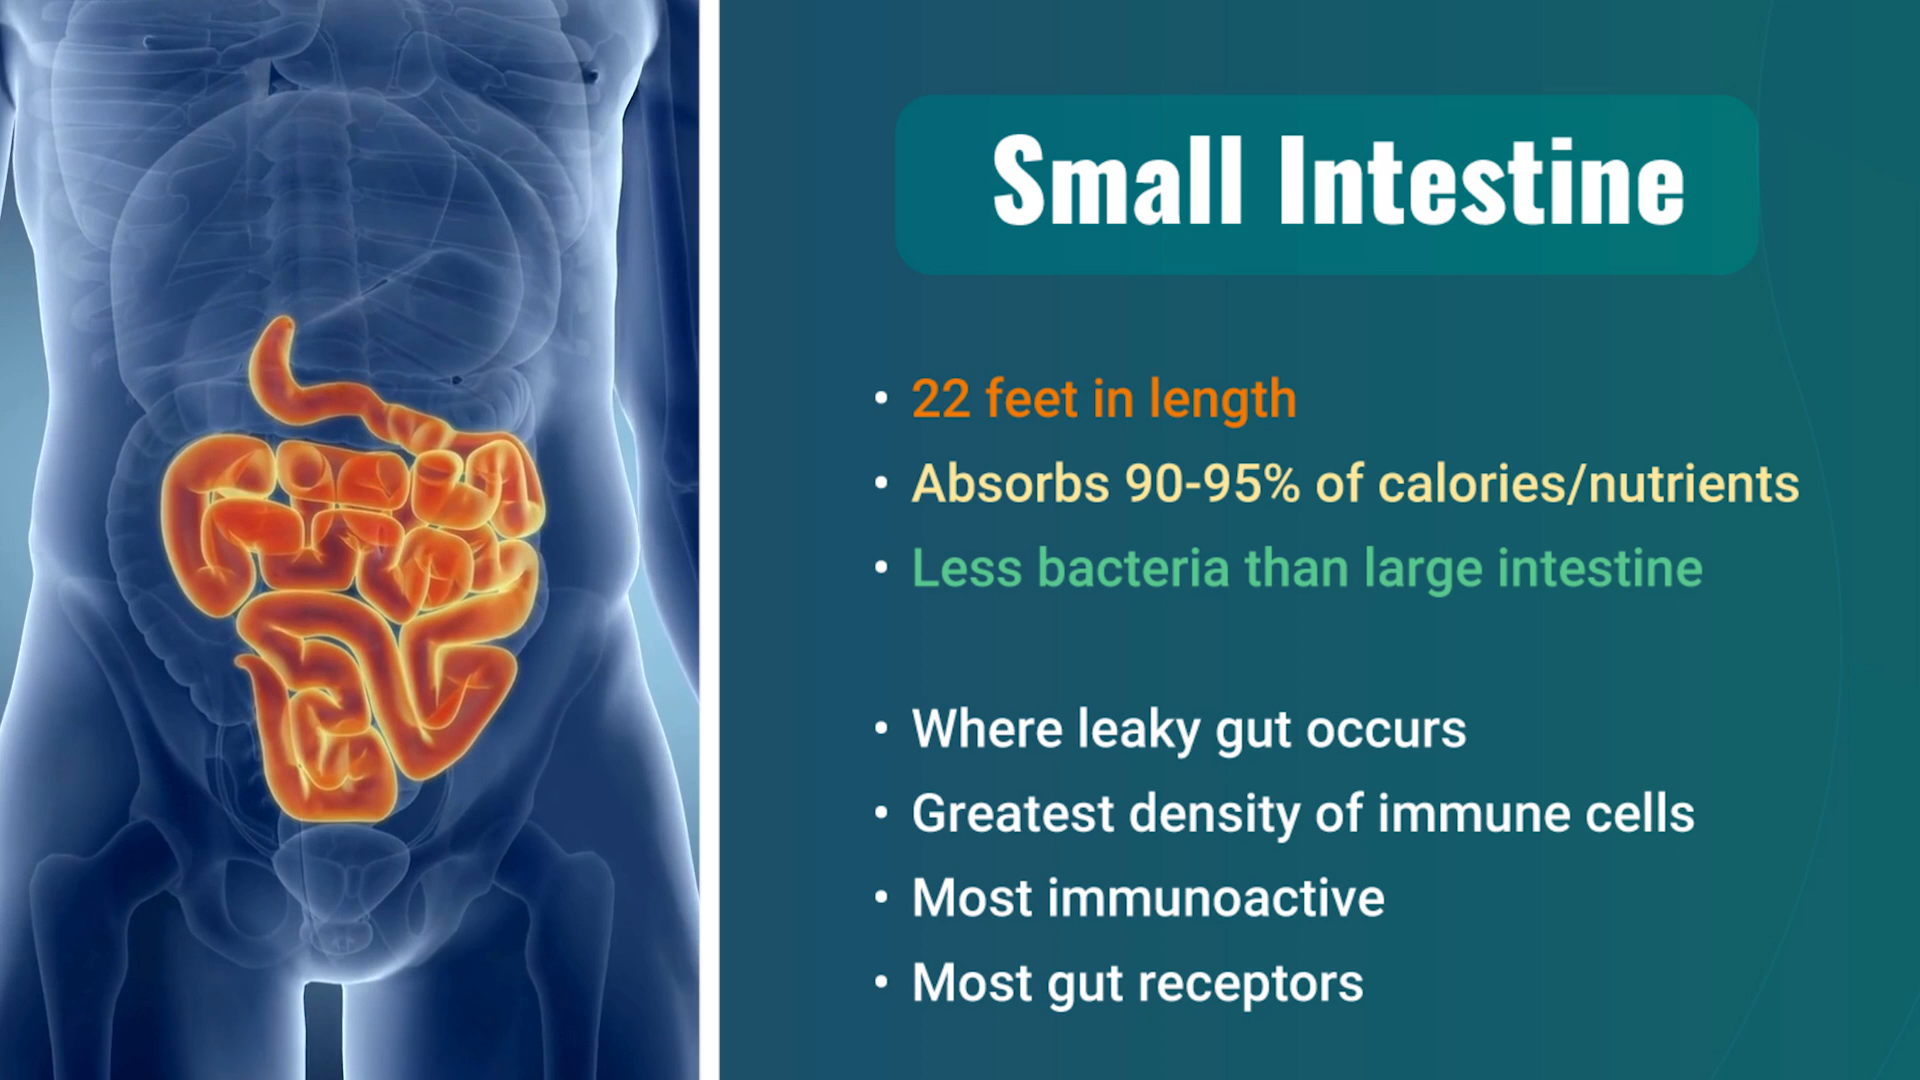 Small Intestine
• 22 feet in length
• Absorbs 90-95% of calories/nutrients
• Less bacteria than large intestine
• Where leaky gut occurs
• Greatest density of immune cells
• Most immunoactive
• Most gut receptors